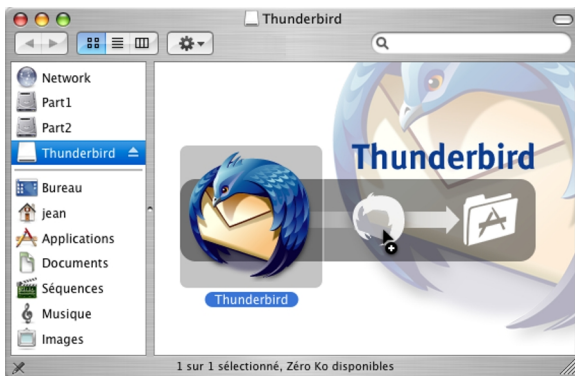 Thunderbird
Network
Part1
Part2
Thunderbird
Bureau
jean
Applications
Documents
Séquences
Musique
Images
Thunderbird
Thunderbird
1 sur 1 sélectionné, Zéro Ko disponibles